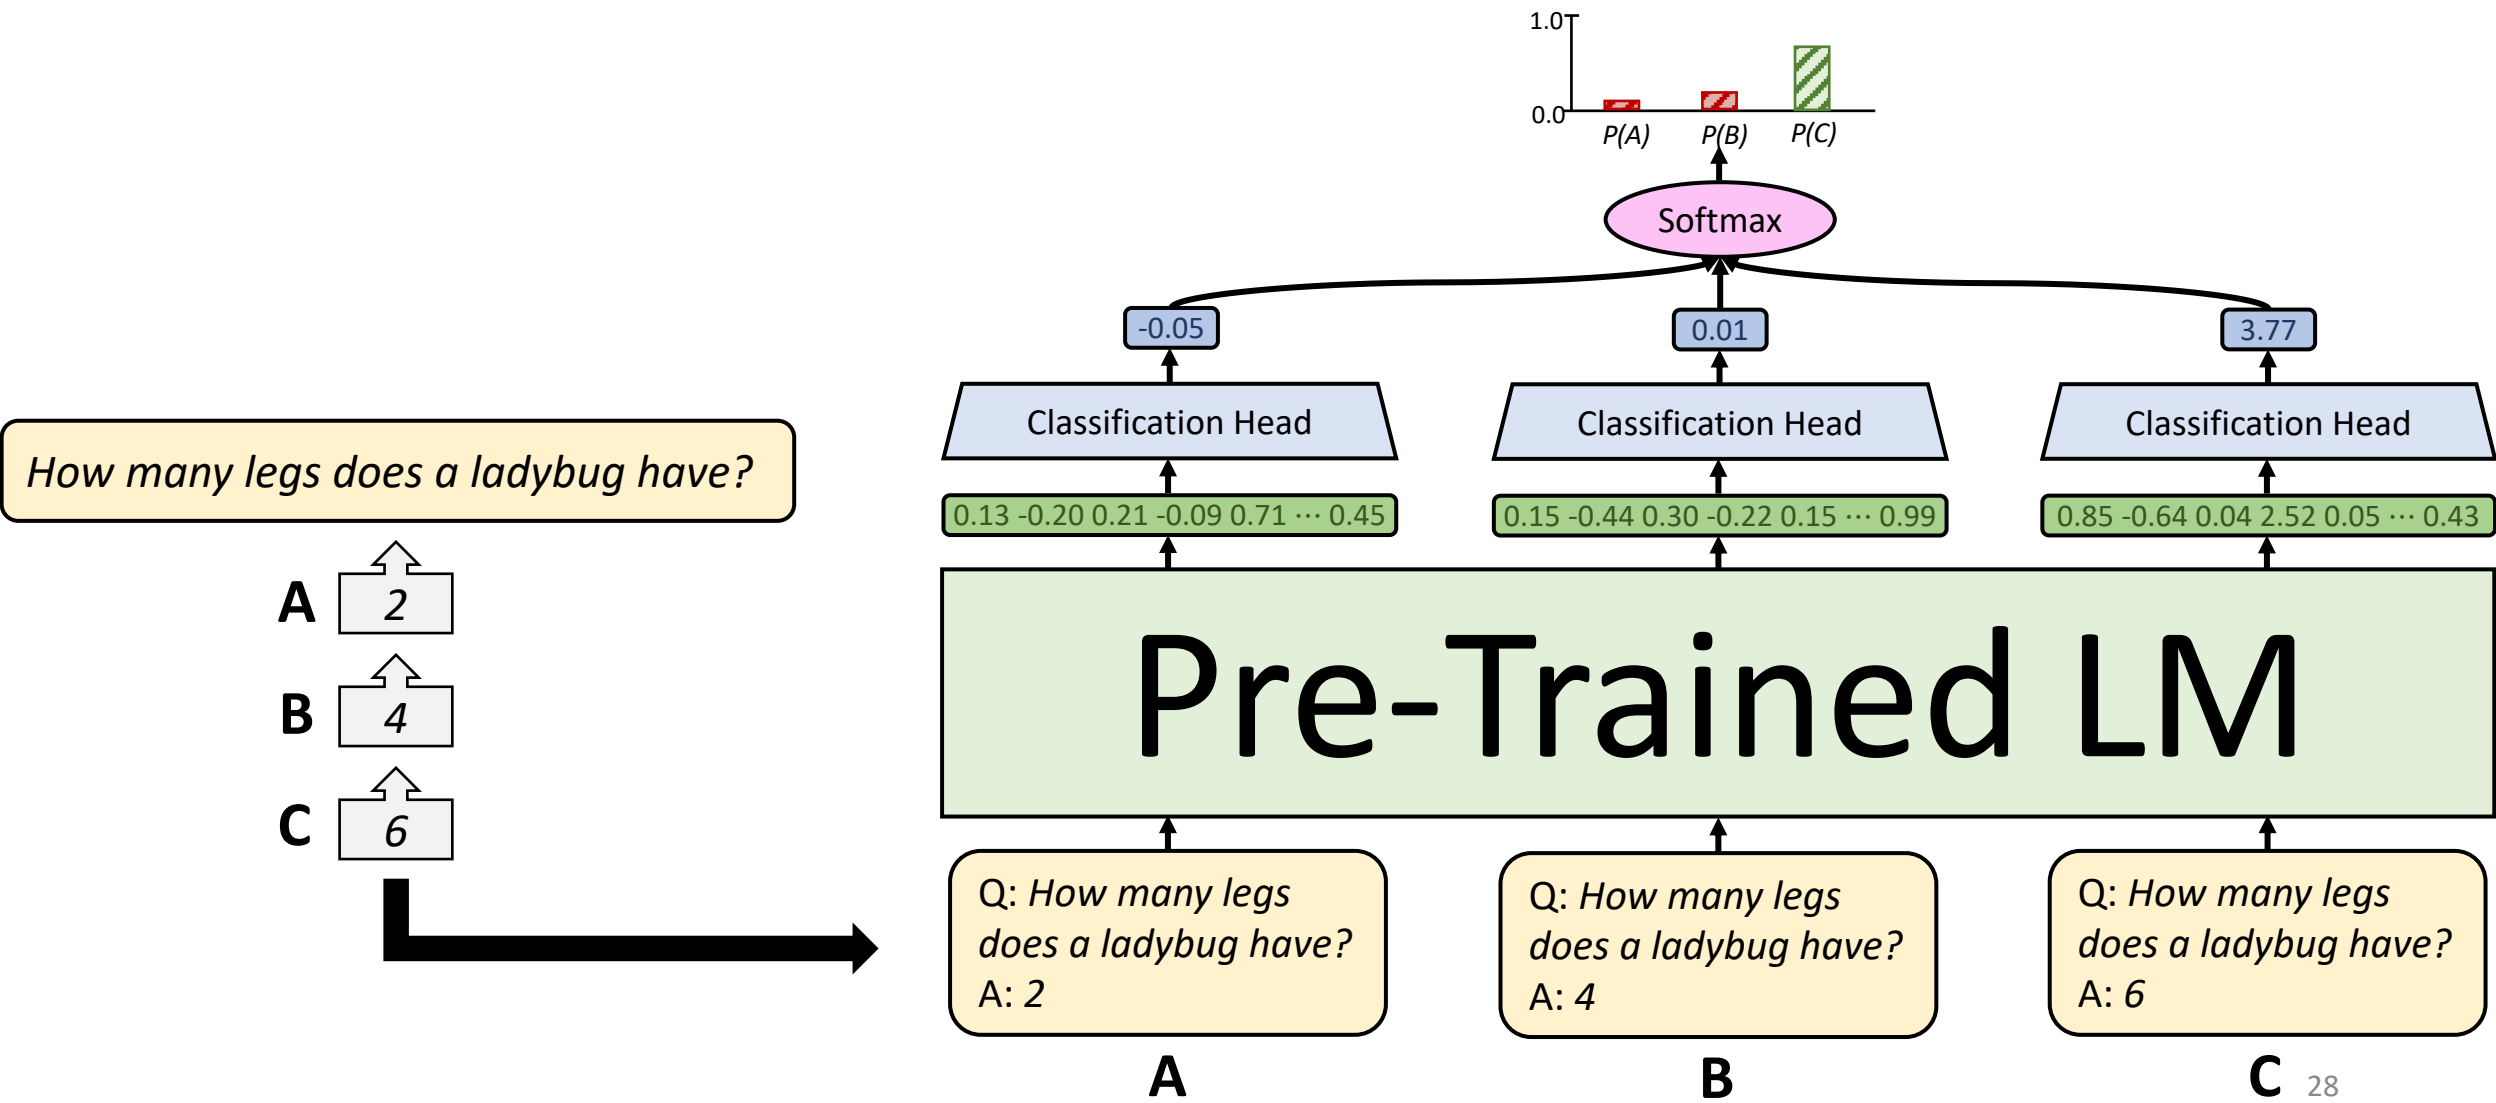 1.0
0.0
P(A) P(B) P(C)
Softmax
-0.05 0.01 3.77
Classification Head Classification Head Classification Head
0.13 -0.20 0.21 -0.09 0.71 ··· 0.45
0.15 -0.44 0.30 -0.22 0.15 ··· 0.99
0.85 -0.64 0.04 2.52 0.05 ··· 0.43
How many legs does a ladybug have?
A 2
B 4
C 6
Pre-Trained LM
Q: How many legs
does a ladybug have?
A: 2
A
Q: How many legs
does a ladybug have?
A: 4
B
Q: How many legs
does a ladybug have?
A: 6
C
28